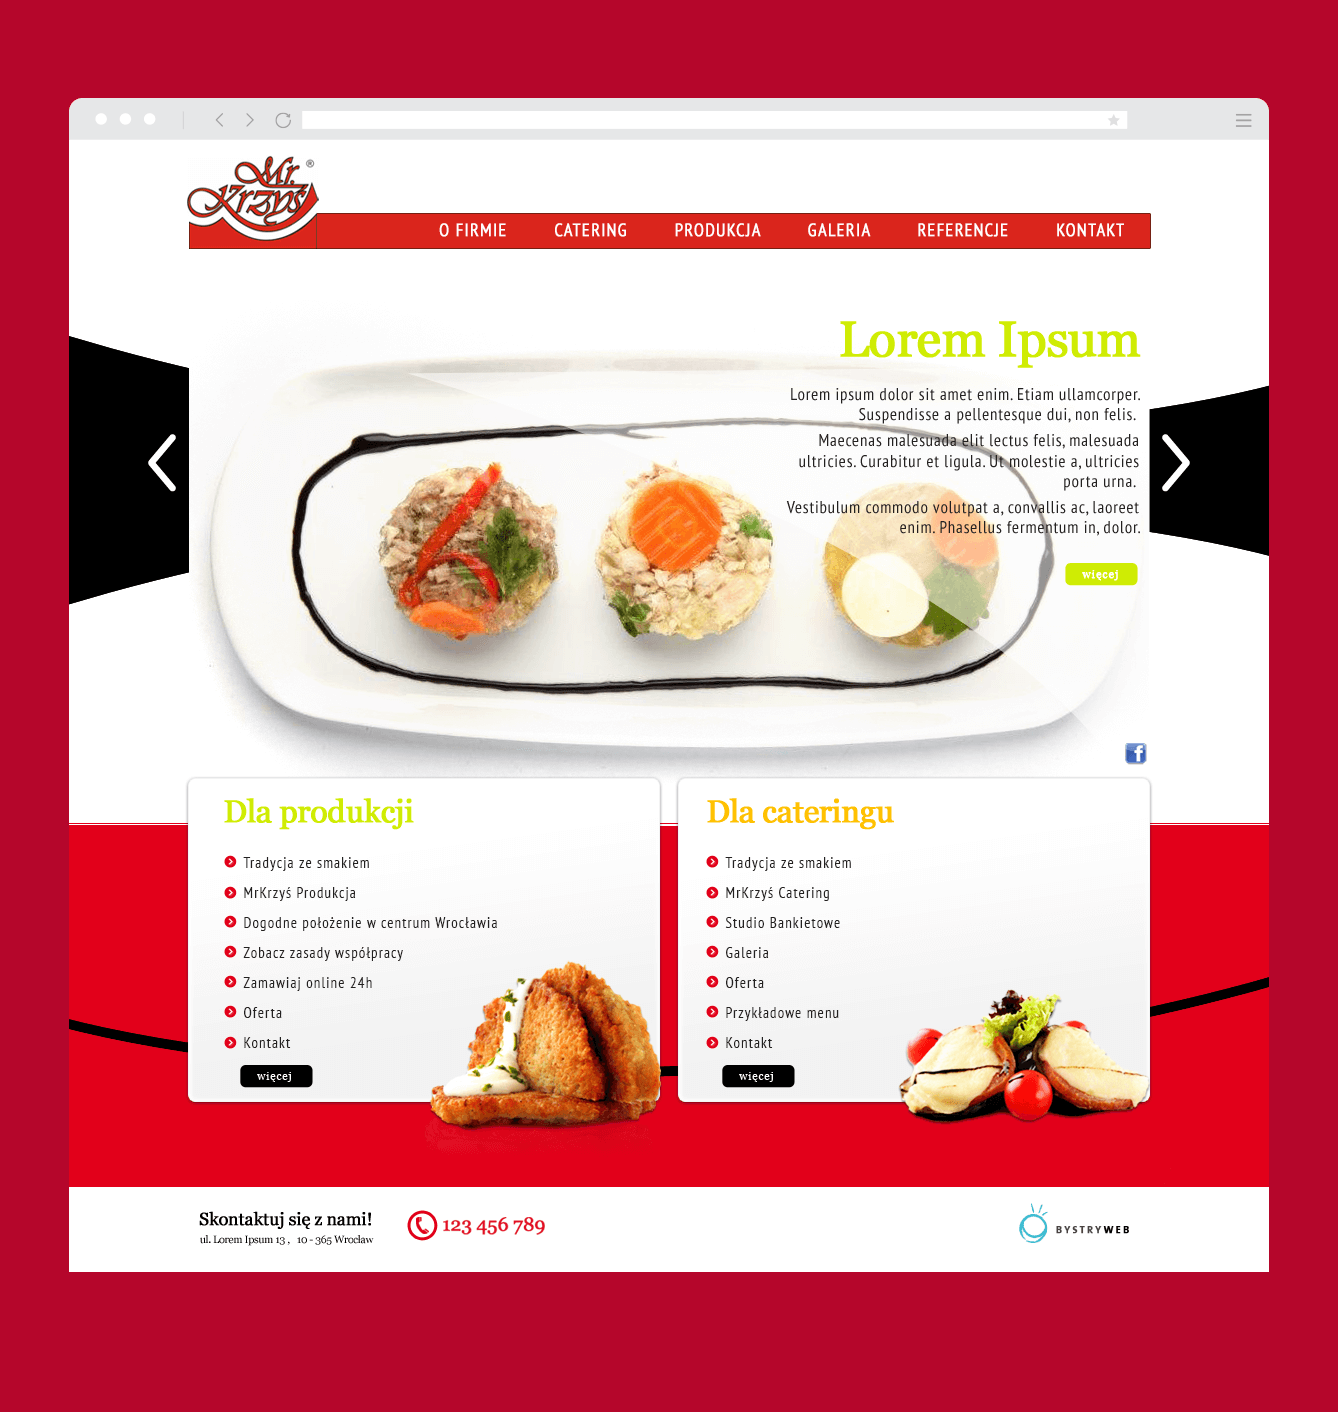 Mr. Krzyś ®
O FIRMIE CATERING PRODUKCJA GALERIA REFERENCJE KONTAKT
Lorem Ipsum
Lorem ipsum dolor sit amet enim. Etiam ullamcorper.
Suspendisse a pellentesque dui, non felis.
Maecenas malesuada elit lectus felis, malesuada
ultricies. Curabitur et ligula. Ut molestie a, ultricies
porta urna.
Vestibulum commodo volutpat a, convallis ac, laoreet
enim. Phasellus fermentum in, dolor.
więcej
f
Dla produkcji
Tradycja ze smakiem
MrKrzyś Produkcja
Dogodne położenie w centrum Wrocławia
Zobacz zasady współpracy
Zamawiaj online 24h
Oferta
Kontakt
więcej
Dla cateringu
Tradycja ze smakiem
MrKrzyś Catering
Studio Bankietowe
Galeria
Oferta
Przykładowe menu
Kontakt
więcej
Skontaktuj się z nami!
ul. Lorem Ipsum 13 , 10 - 365 Wrocław
123 456 789
BYSTRYWEB